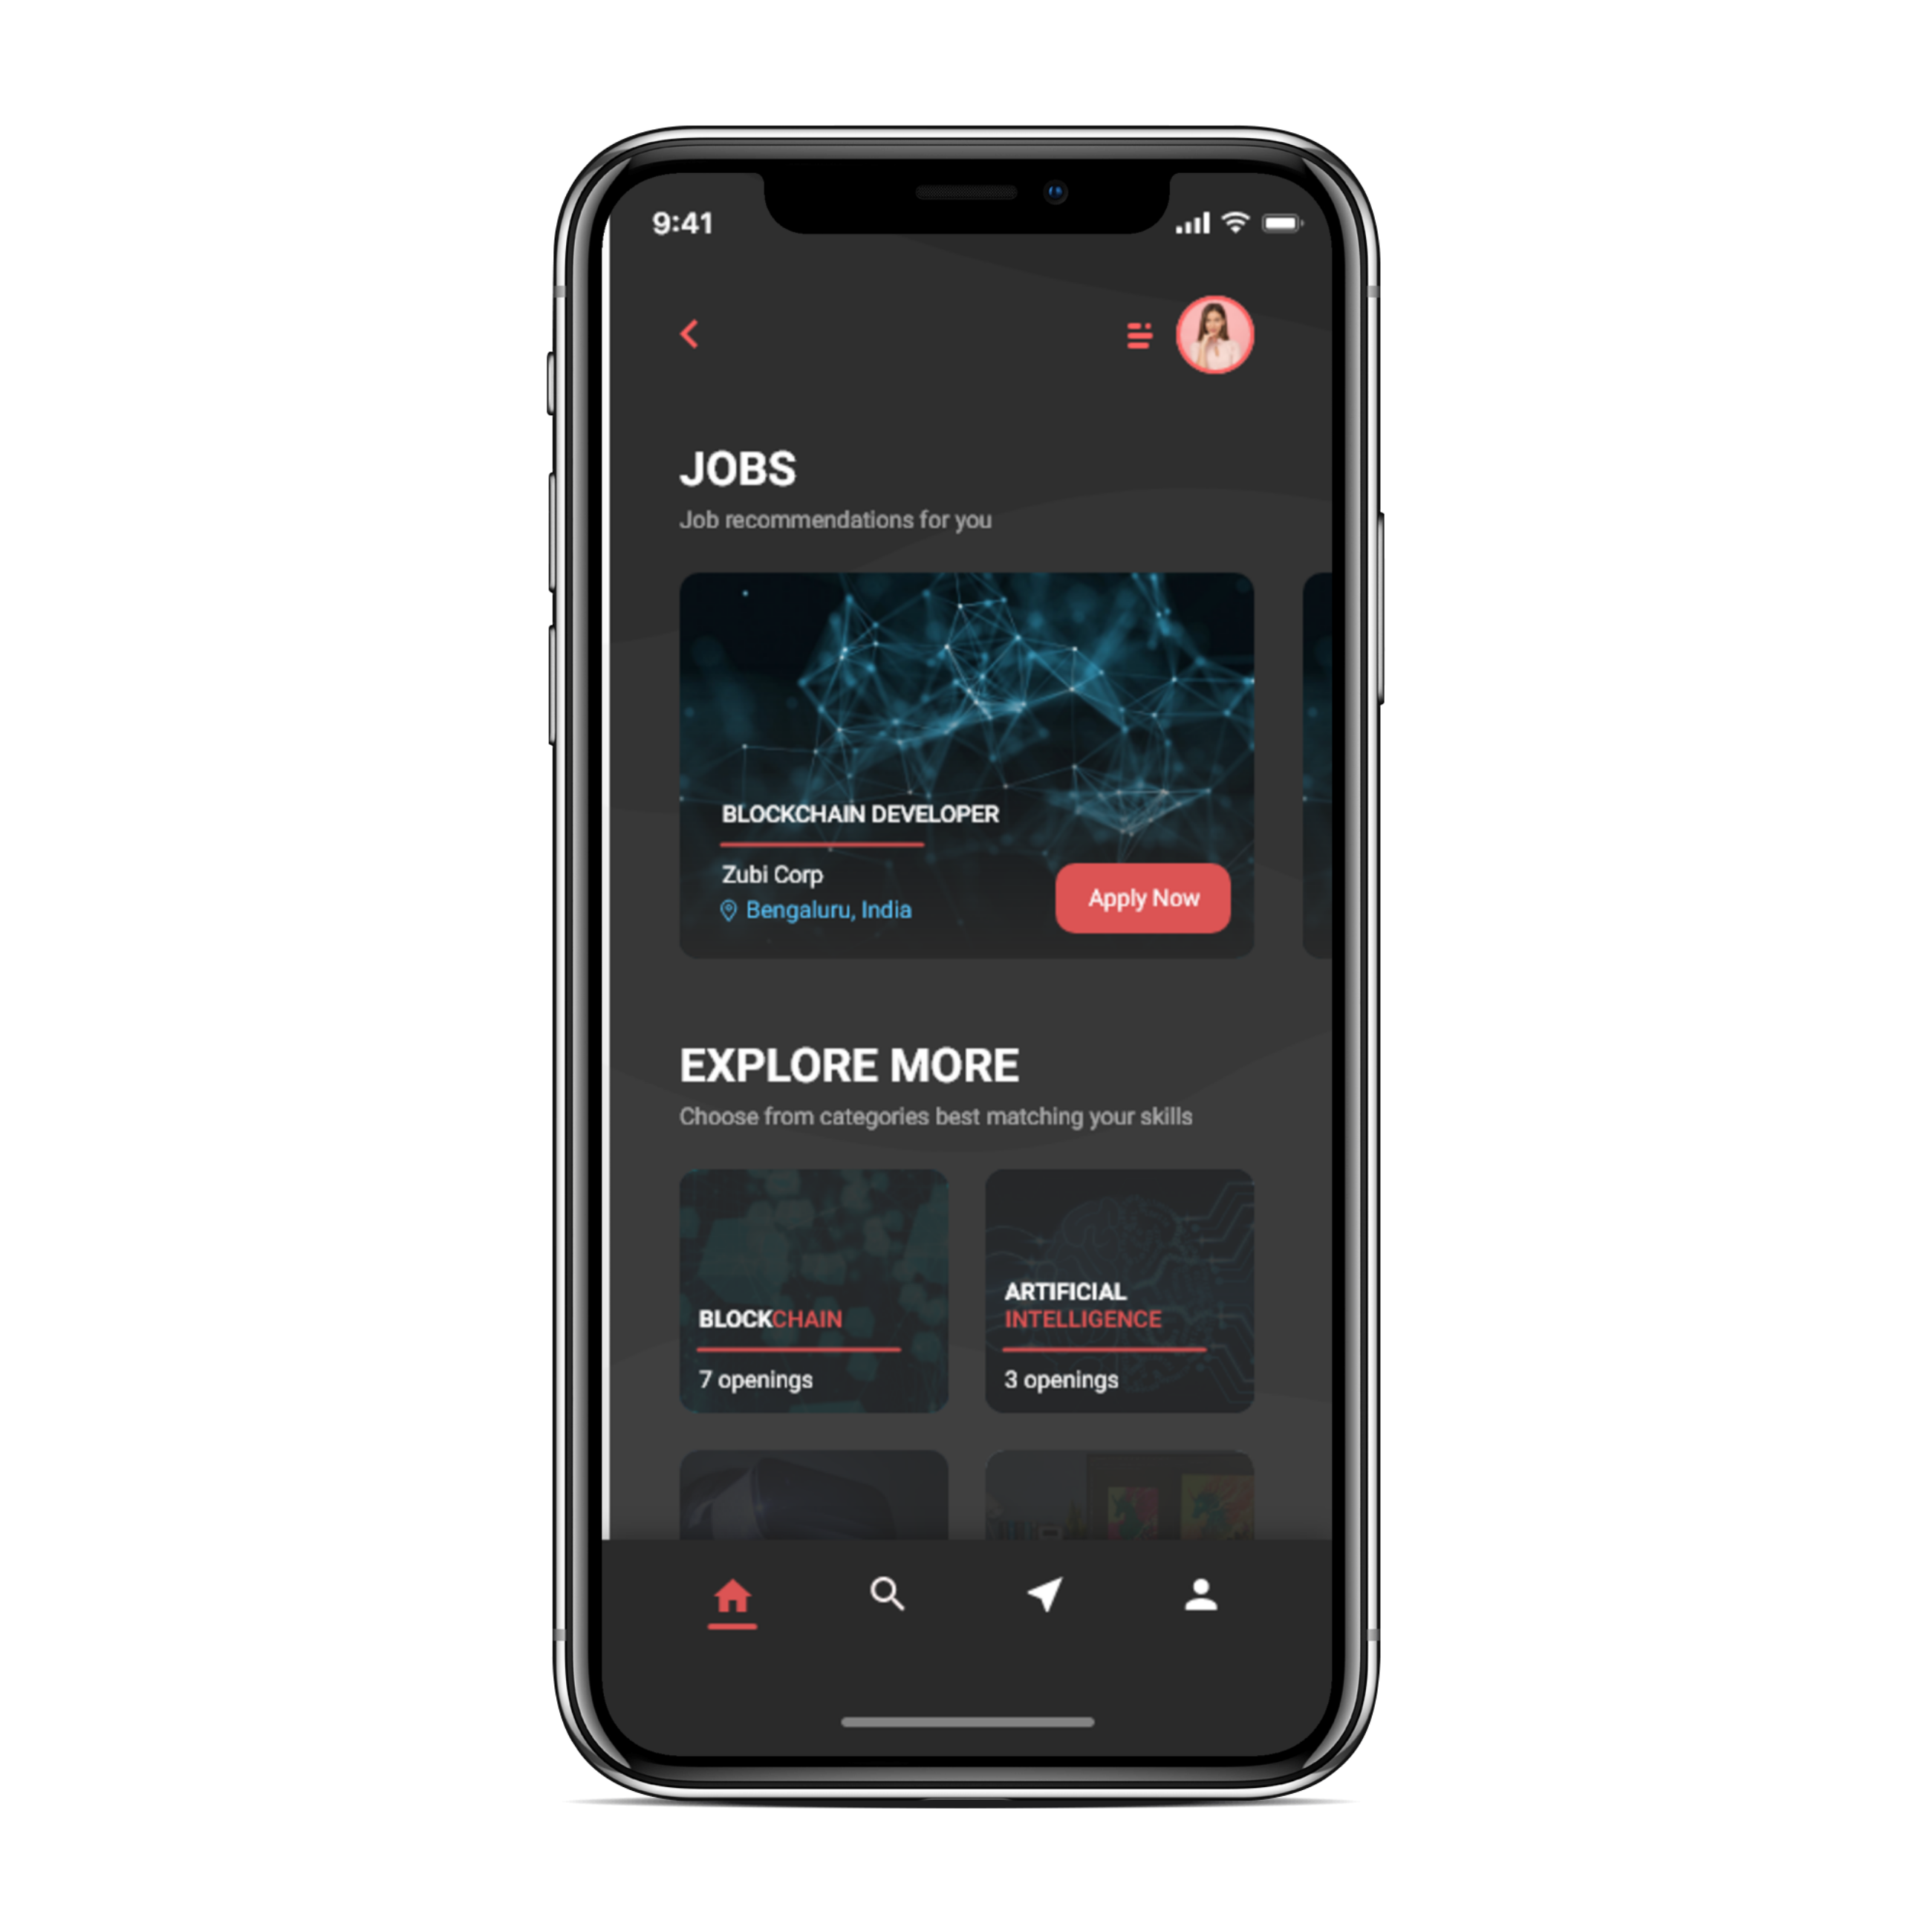 9:41
JOBS
Job recommendations for you
BLOCKCHAIN DEVELOPER
Zubi Corp
Bengaluru, India
Apply Now
EXPLORE MORE
Choose from categories best matching your skills
BLOCKCHAIN
7 openings
ARTIFICIAL
INTELLIGENCE
3 openings